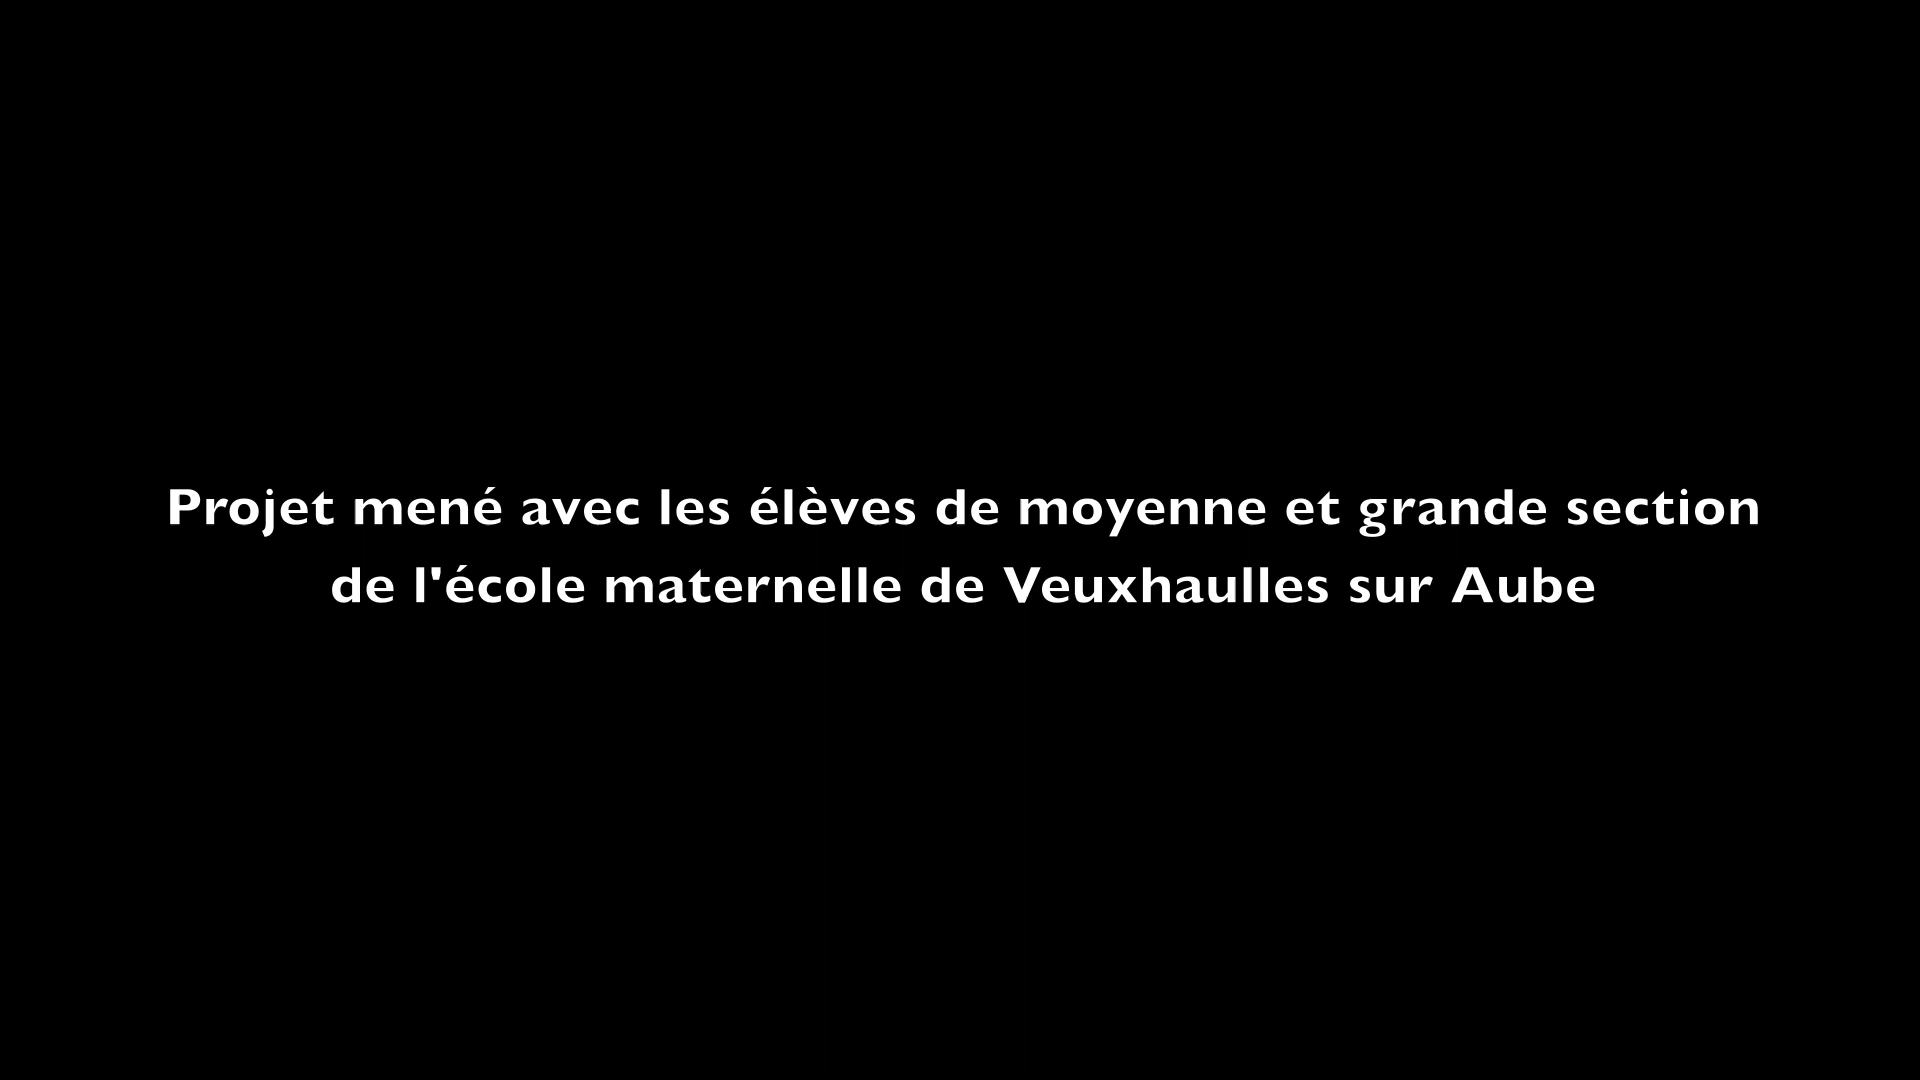 Projet mené avec les élèves de moyenne et grande section
de l'école maternelle de Veuxhaulles sur Aube